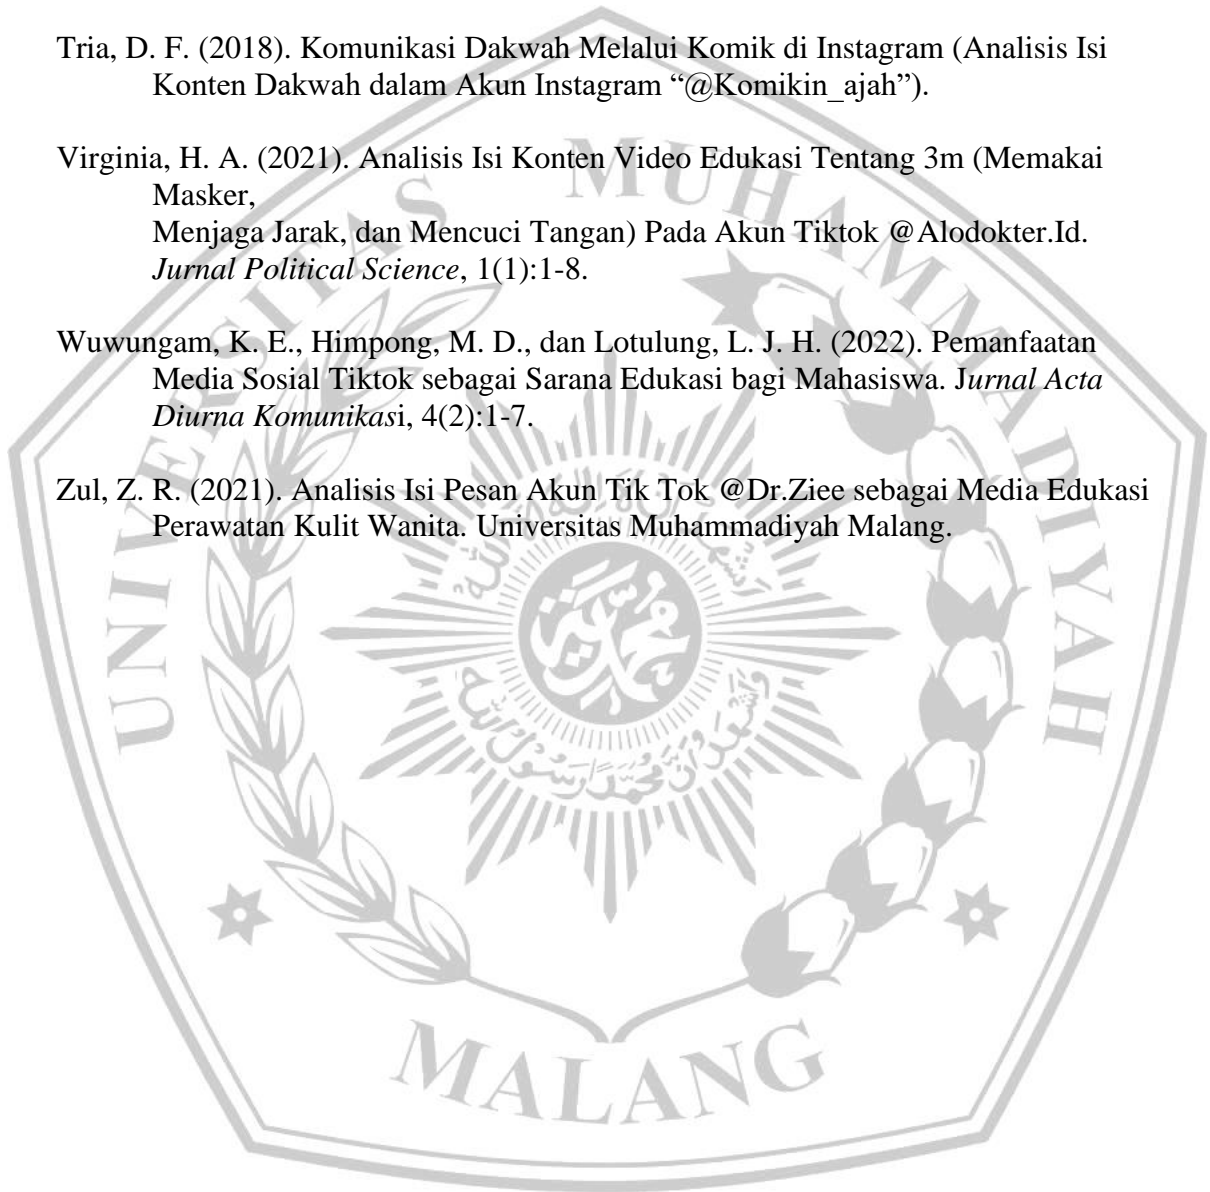 Tria, D. F. (2018). Komunikasi Dakwah Melalui Komik di Instagram (Analisis Isi
Konten Dakwah dalam Akun Instagram “@Komikin_ajah”).
Virginia, H. A. (2021). Analisis Isi Konten Video Edukasi Tentang 3m (Memakai
Masker,
Menjaga Jarak, dan Mencuci Tangan) Pada Akun Tiktok @Alodokter.Id.
Jurnal Political Science, 1(1):1-8.
Wuwungam, K. E., Himpong, M. D., dan Lotulung, L. J. H. (2022). Pemanfaatan
Media Sosial Tiktok sebagai Sarana Edukasi bagi Mahasiswa. Jurnal Acta
Diurna Komunikasi, 4(2):1-7.
Zul, Z. R. (2021). Analisis Isi Pesan Akun Tik Tok @Dr.Ziee sebagai Media Edukasi
Perawatan Kulit Wanita. Universitas Muhammadiyah Malang.
UNIVERSITAS MUHAMMADIYAH
MALANG